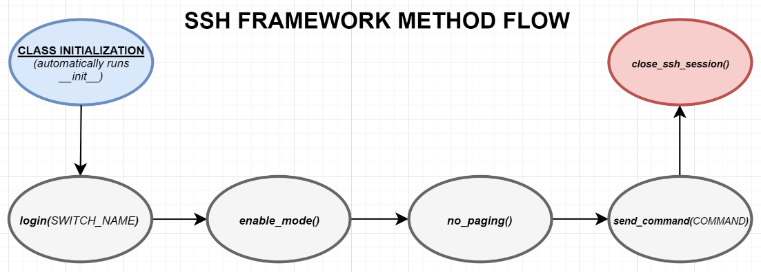 SSH FRAMEWORK METHOD FLOW
CLASS INITIALIZATION
(automatically runs
__init__)
close_ssh_session()
login(SWITCH_NAME)
enable_mode()
no_paging()
send_command(COMMAND)